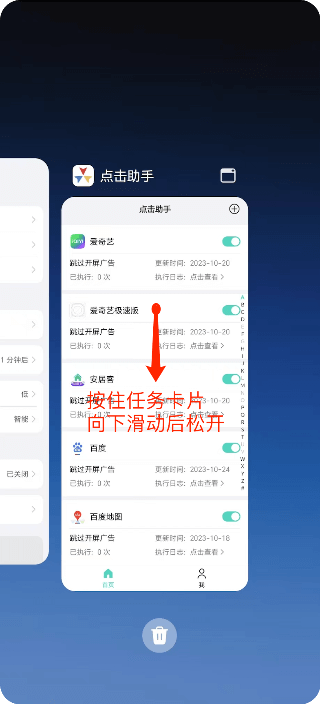 点击助手
点击助手
爱奇艺
跳过开屏广告 更新时间：2023-10-20
已执行：0 次 执行日志：点击查看 >
爱奇艺极速版
跳过开屏广告 更新时间：2023-10-20
已执行：0 次 执行日志：点击查看 >
1 分钟后 >
安居客
低 >
跳过开屏广告 更新时间：2023-10-20
按住任务卡片
已执行：0 次 执行日志：点击查看 >
智能 >
向下滑动后松开
百度
跳过开屏广告 更新时间：2023-10-24
已执行：0 次 执行日志：点击查看 >
已关闭 >
百度地图
跳过开屏广告 更新时间：2023-10-18
已执行：0 次 执行日志：点击查看 >
首页 我
A
B
C
D
E
F
G
H
I
J
K
L
M
N
O
P
Q
R
S
T
U
V
W
X
Y
Z
#